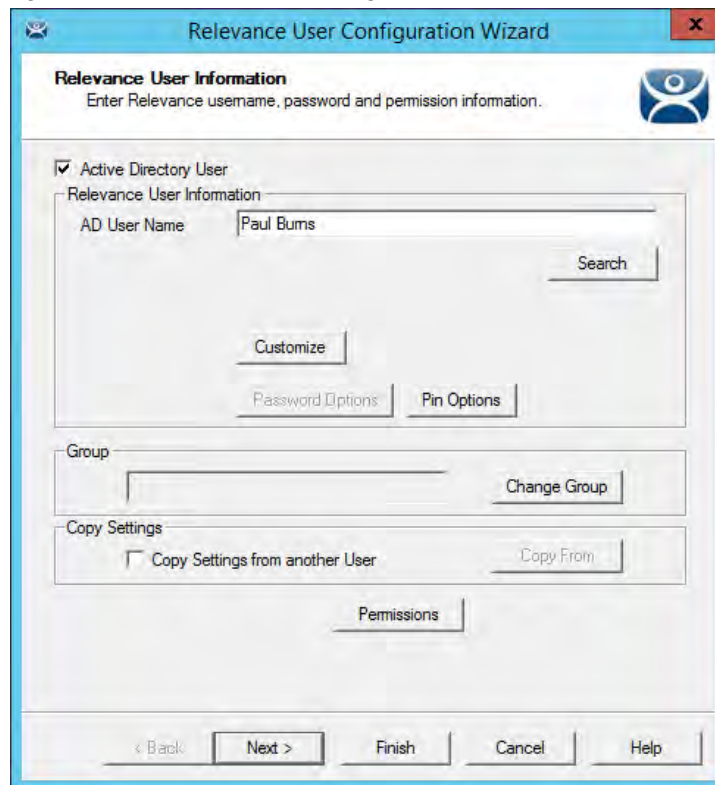 Relevance User Configuration Wizard
x
Relevance User Information
Enter Relevance username, password and permission information.
Active Directory User
Relevance User Information
AD User Name Paul Burns
Search
Customize
Password Options Pin Options
Group
Change Group
Copy Settings
Copy Settings from another User Copy From
Permissions
< Back Next > Finish Cancel Help